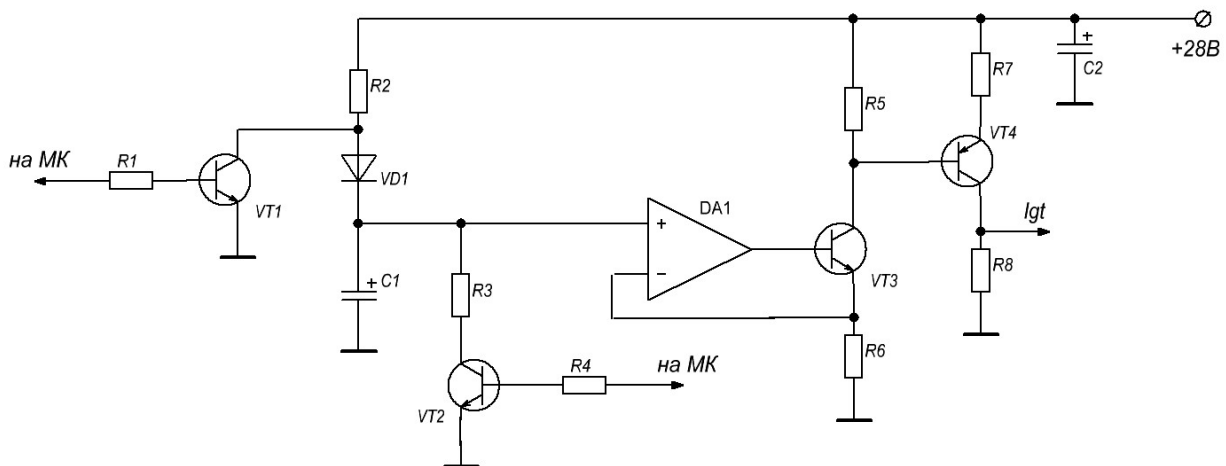 +28В
C2
R7
R5
R2
VT4
на МК
R1
VD1
VT1
DA1
+
−
Igt
C1
+
R3
VT3
R8
R6
на МК
R4
VT2
+